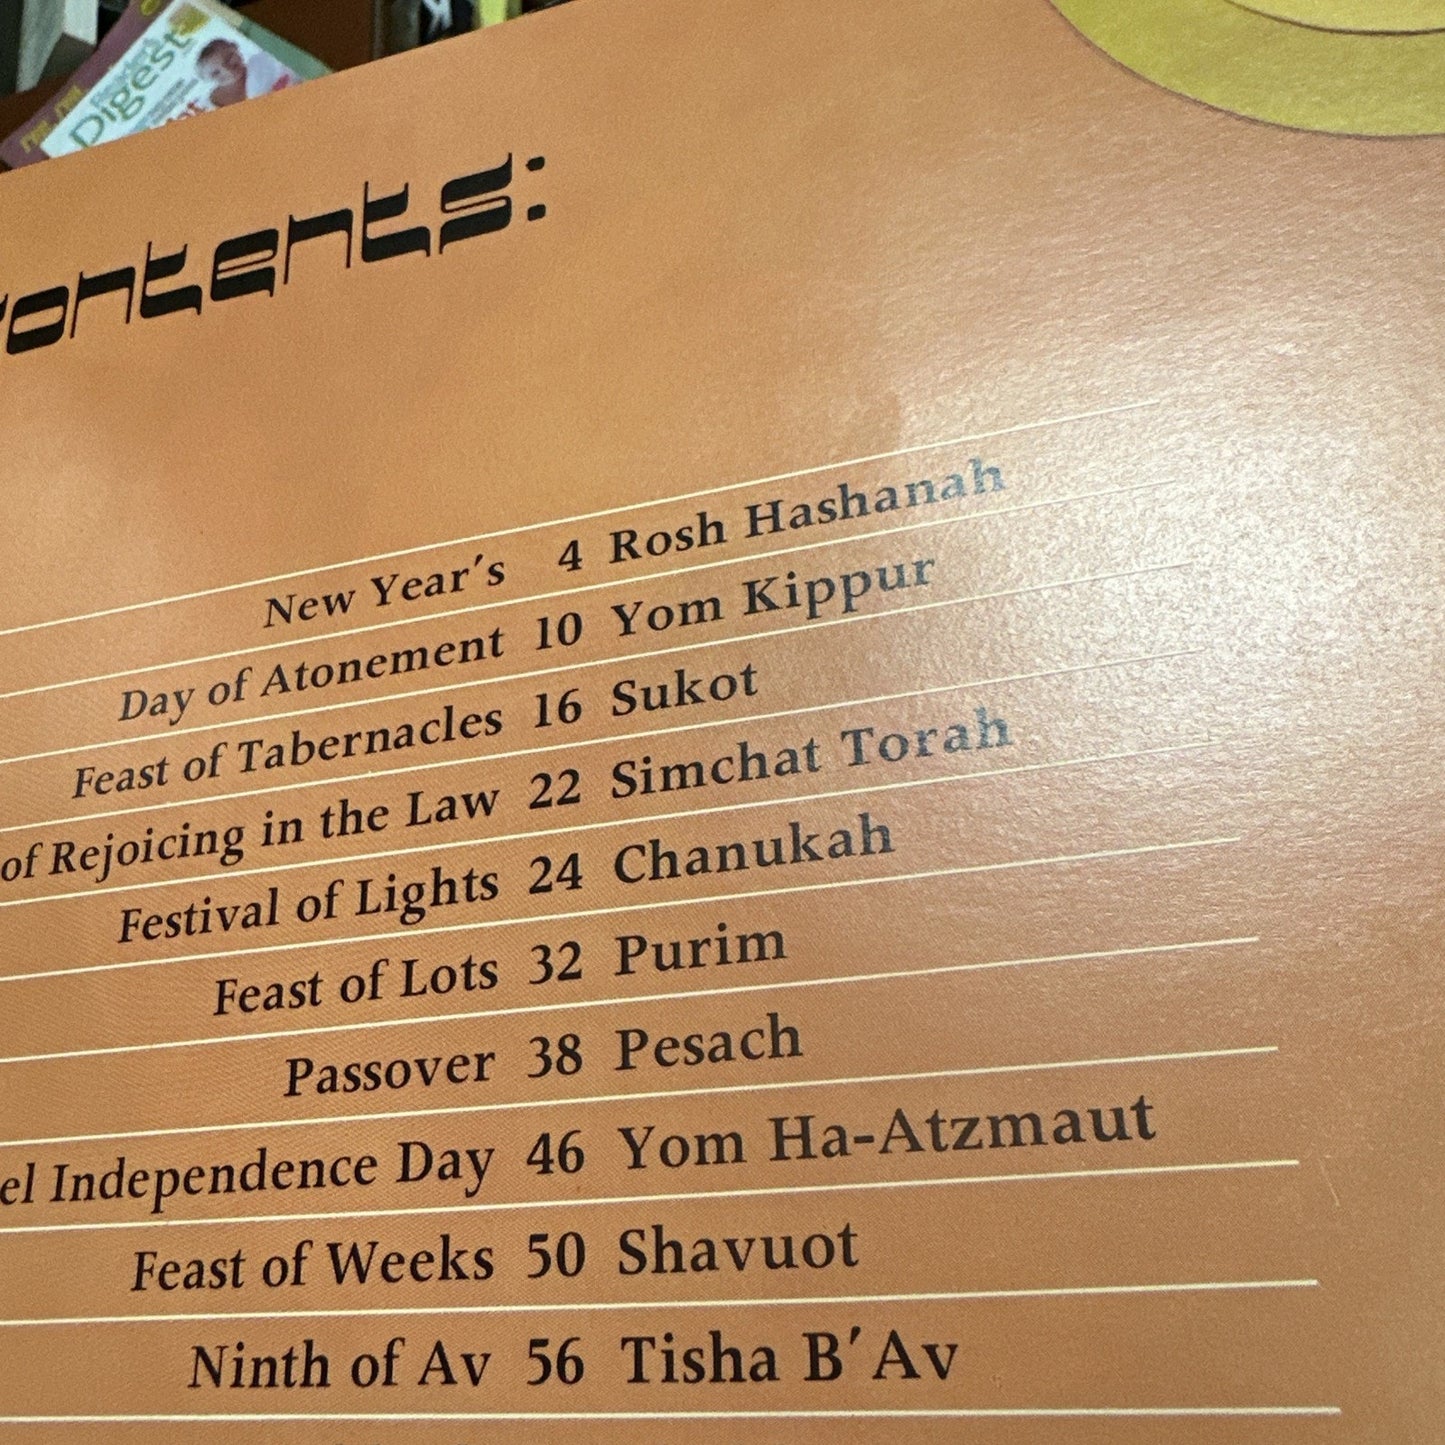 Reader's
Digest
contents:
New Year's 4 Rosh Hashanah
Day of Atonement 10 Yom Kippur
Feast of Tabernacles 16 Sukot
of Rejoicing in the Law 22 Simchat Torah
Festival of Lights 24 Chanukah
Feast of Lots 32 Purim
Passover 38 Pesach
el Independence Day 46 Yom Ha-Atzmaut
Feast of Weeks 50 Shavuot
Ninth of Av 56 Tisha B'Av